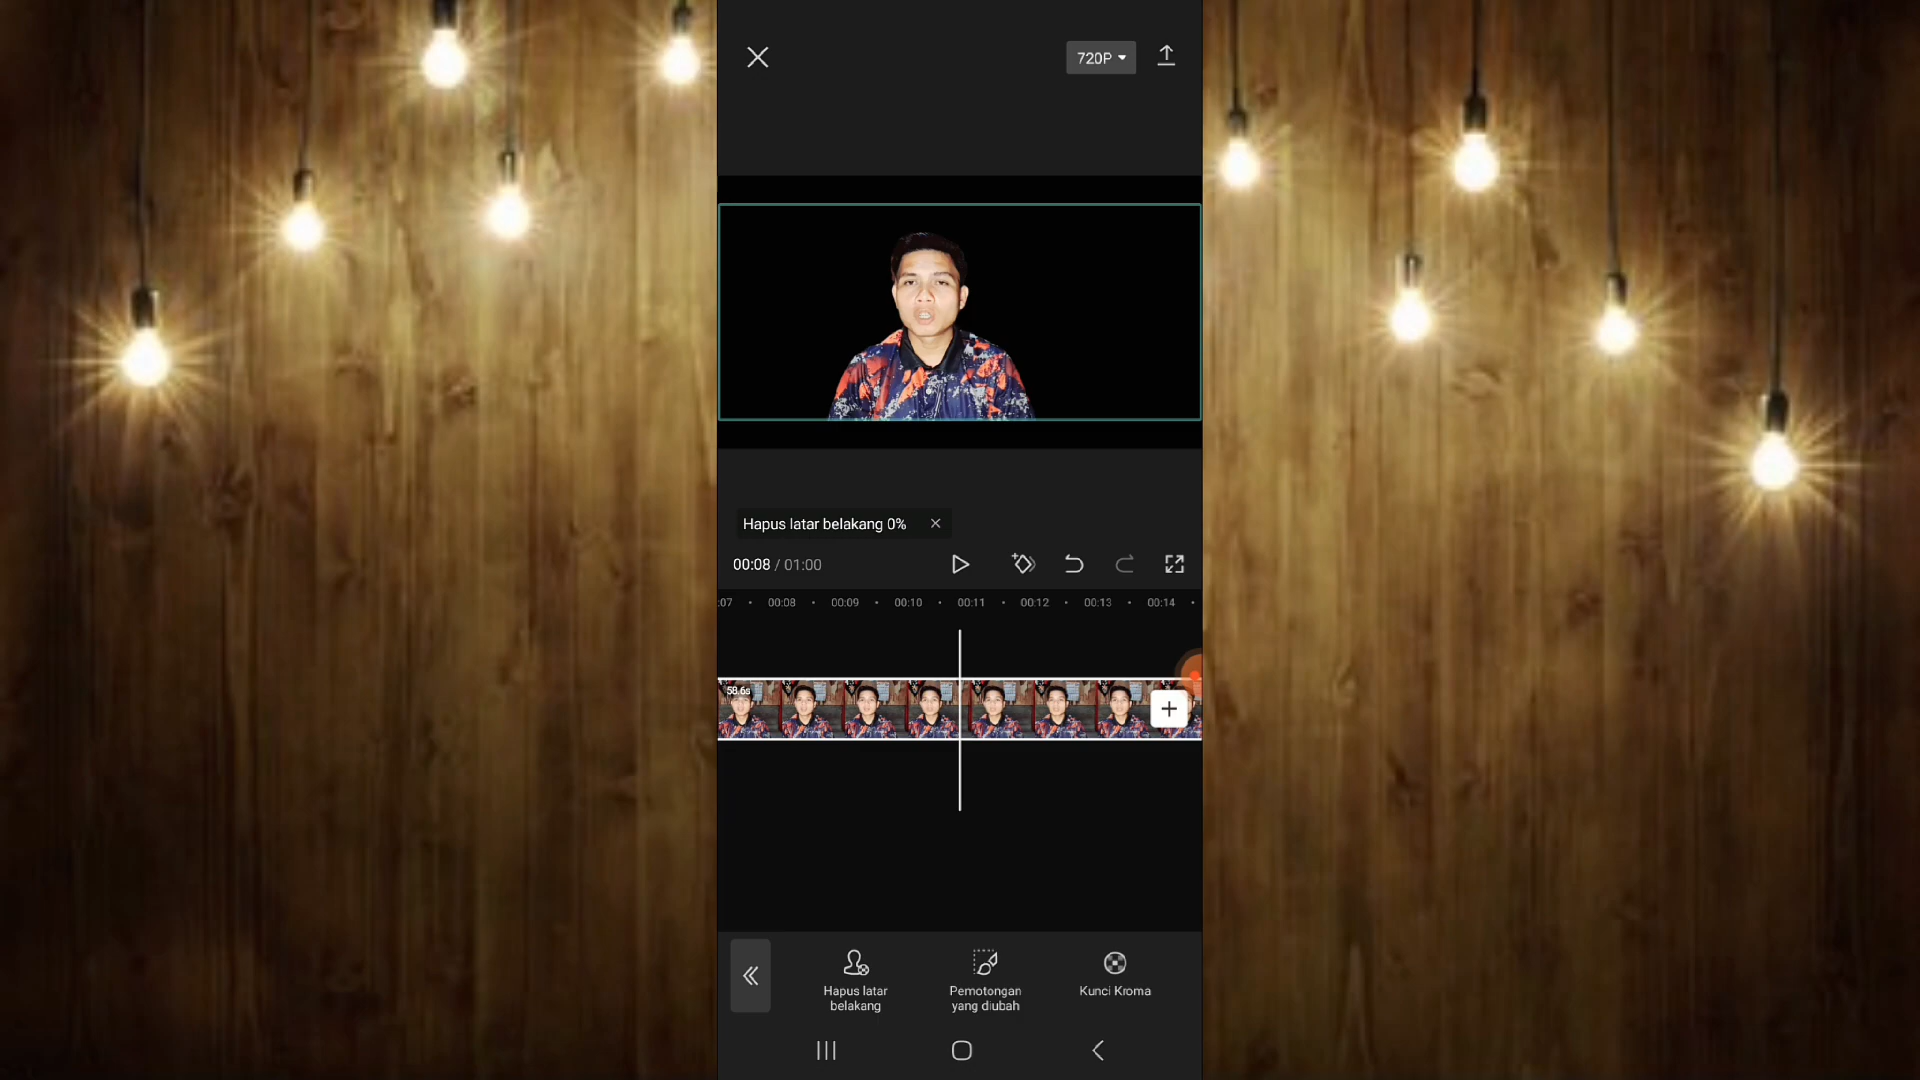 720P
Hapus latar belakang 0%
00:08 / 01:00
:07 00:08 00:09 00:10 00:11 00:12 00:13 00:14
58.6s
Hapus latar
belakang
Pemotongan
yang diubah
Kunci Kroma